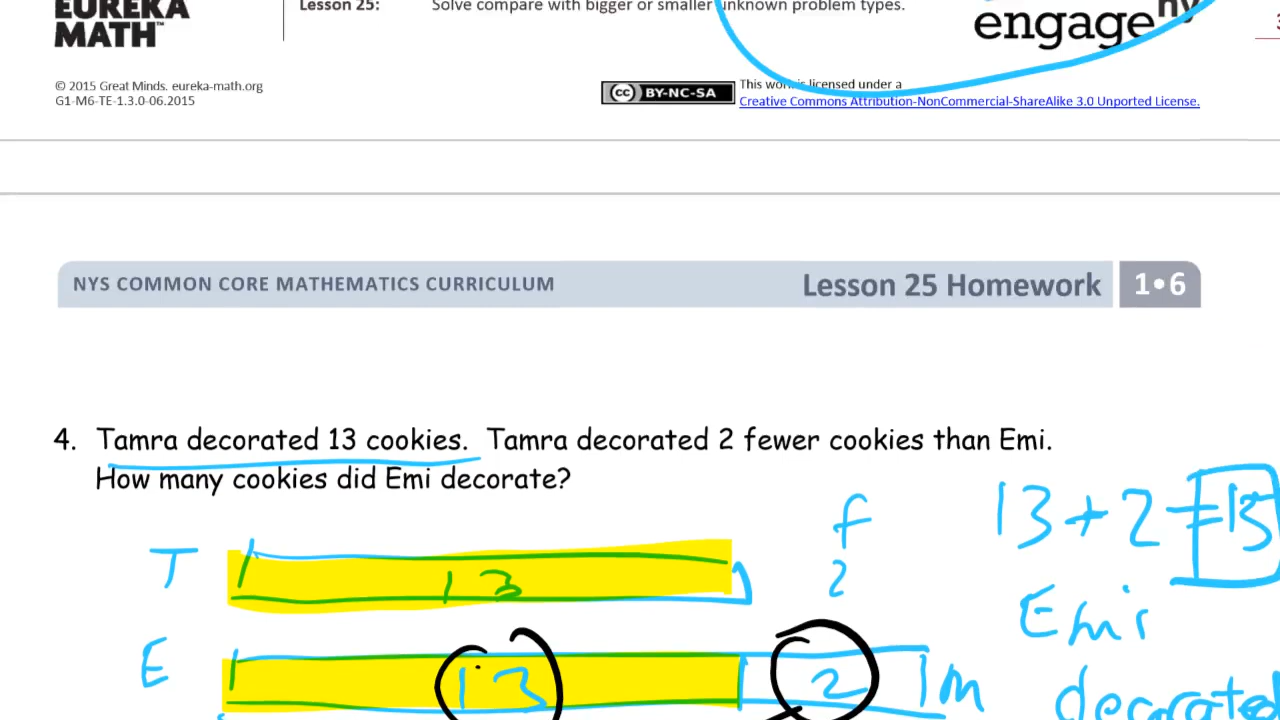 EUREKA
MATH™
Lesson 25: Solve compare with bigger or smaller unknown problem types.
engage ny
3
© 2015 Great Minds. eureka-math.org
G1-M6-TE-1.3.0-06.2015
cc BY-NC-SA
This work is licensed under a
Creative Commons Attribution-NonCommercial-ShareAlike 3.0 Unported License.
NYS COMMON CORE MATHEMATICS CURRICULUM
Lesson 25 Homework 1•6
4. Tamra decorated 13 cookies. Tamra decorated 2 fewer cookies than Emi.
How many cookies did Emi decorate?
13 + 2 = 15
T 13 f 2
Emi
E 13 2 m
decorated